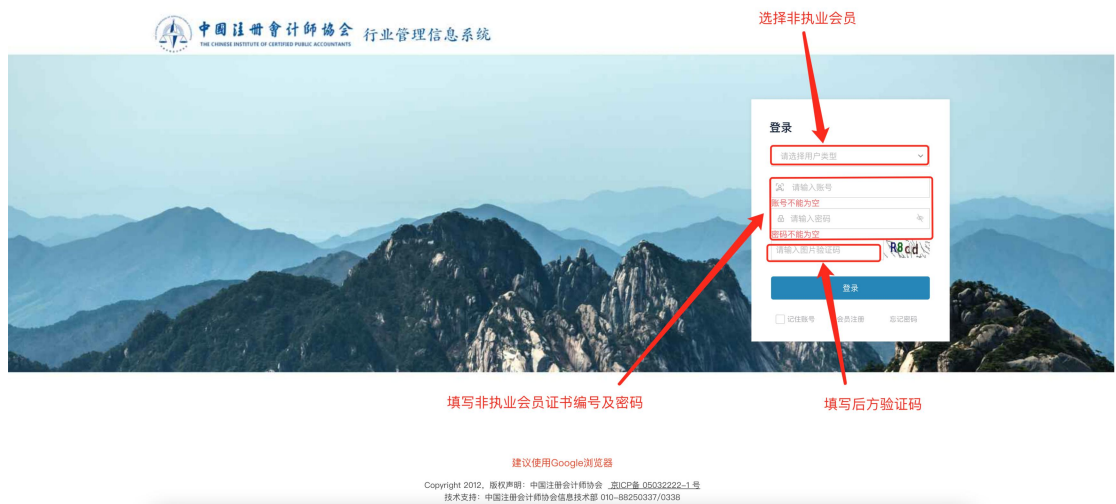 中国注册会计师协会
THE CHINESE INSTITUTE OF CERTIFIED PUBLIC ACCOUNTANTS
行业管理信息系统
选择非执业会员
登录
请选择用户类型
请输入账号
账号不能为空
请输入密码
密码不能为空
请输入图片验证码
R8cd
登录
记住账号 会员注册 忘记密码
填写非执业会员证书编号及密码
填写后方验证码
建议使用Google浏览器
Copyright 2012，版权声明：中国注册会计师协会 京ICP备 05032222-1 号
技术支持：中国注册会计师协会信息技术部 010-88250337/0338